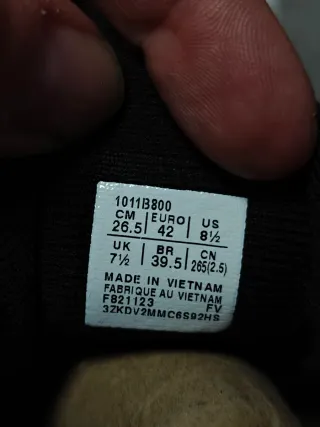 1011B800
CM EURO US
26.5 42 8½
UK BR CN
7½ 39.5 265(2.5)
MADE IN VIETNAM
FABRIQUE AU VIETNAM
FB21123 FV
3ZKDV2MMC6S92HS